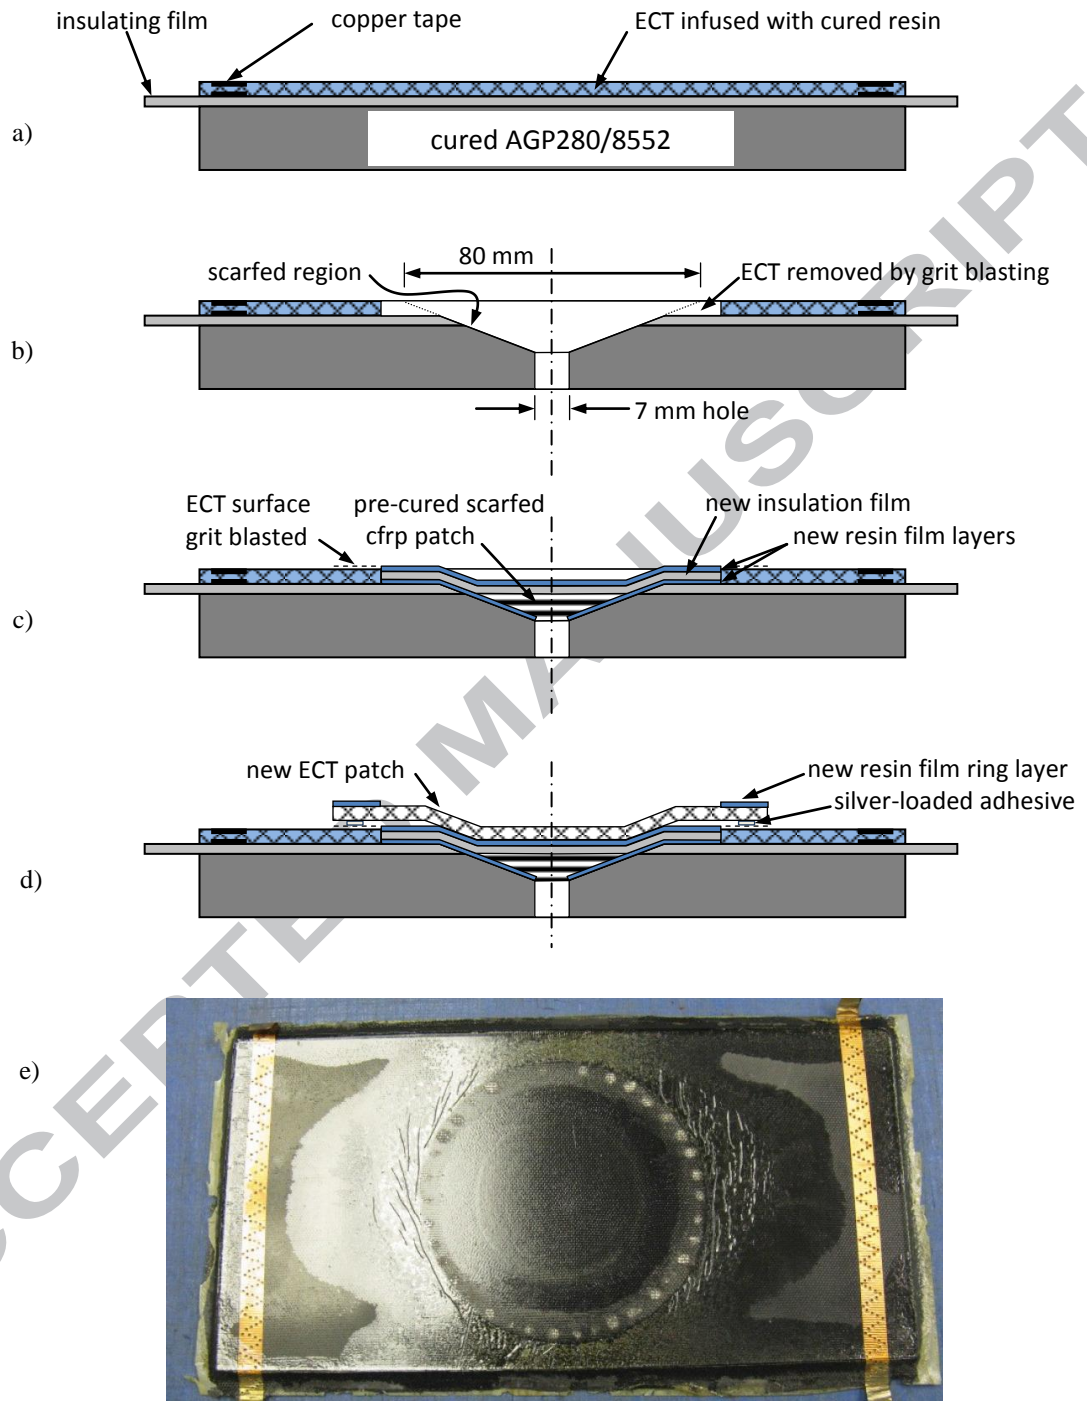 insulating film
copper tape
ECT infused with cured resin
a)
cured AGP280/8552
80 mm
scarfed region
ECT removed by grit blasting
b)
7 mm hole
ECT surface
grit blasted
pre-cured scarfed
cfrp patch
new insulation film
new resin film layers
c)
new ECT patch
new resin film ring layer
silver-loaded adhesive
d)
e)
ACCEPTED MANUSCRIPT